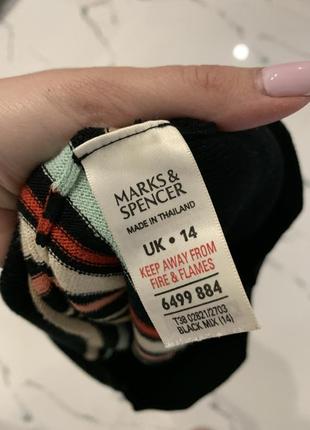 MARKS &
SPENCER
MADE IN THAILAND
UK • 14
KEEP AWAY FROM
FIRE & FLAMES
6499 884
T38 02821/2703
BLACK MIX (14)